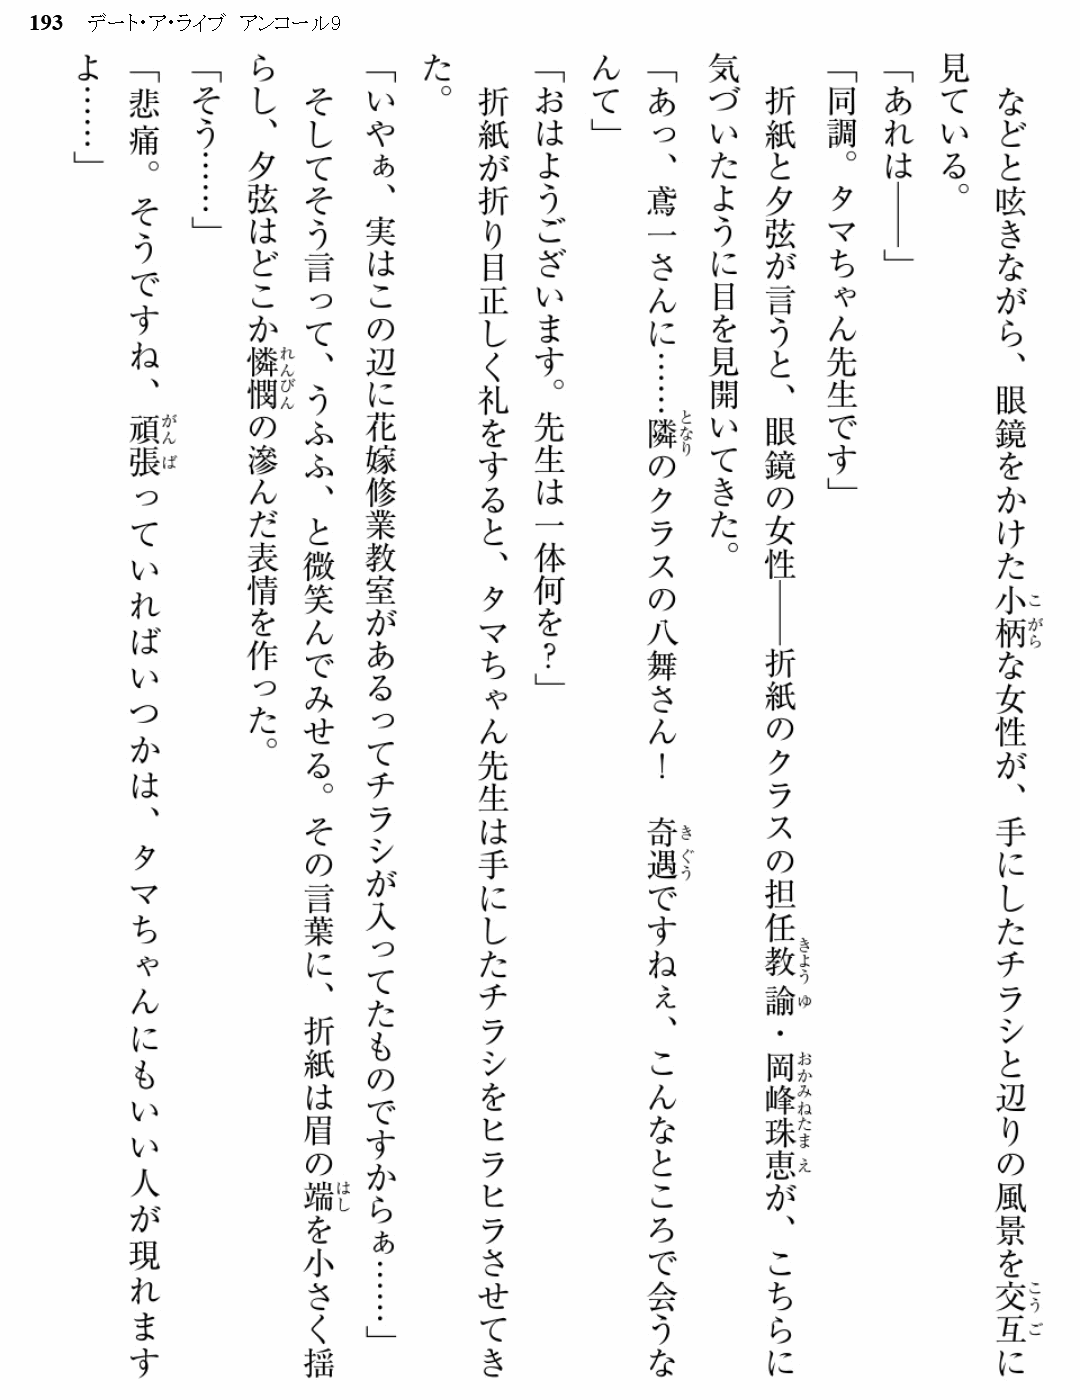 193 デート・ア・ライブ アンコール9
などと呟きながら、眼鏡をかけた小柄な女性が、手にしたチラシと辺りの風景を交互に
見ている。
「あれは――」
「同調。タマちゃん先生です」
折紙と夕弦が言うと、眼鏡の女性――折紙のクラスの担任教諭・岡峰珠恵が、こちらに
気づいたように目を見開いてきた。
「あっ、鳶一さんに……隣のクラスの八舞さん！　奇遇ですねぇ、こんなところで会うな
んて」
「おはようございます。先生は一体何を？」
折紙が折り目正しく礼をすると、タマちゃん先生は手にしたチラシをヒラヒラさせてき
た。
「いやぁ、実はこの辺に花嫁修業教室があるってチラシが入ってたものですからぁ……」
そしてそう言って、うふふ、と微笑んでみせる。その言葉に、折紙は眉の端を小さく揺
らし、夕弦はどこか憐憫の滲んだ表情を作った。
「そう……」
「悲痛。そうですね、頑張っていればいつかは、タマちゃんにもいい人が現れます
よ……」